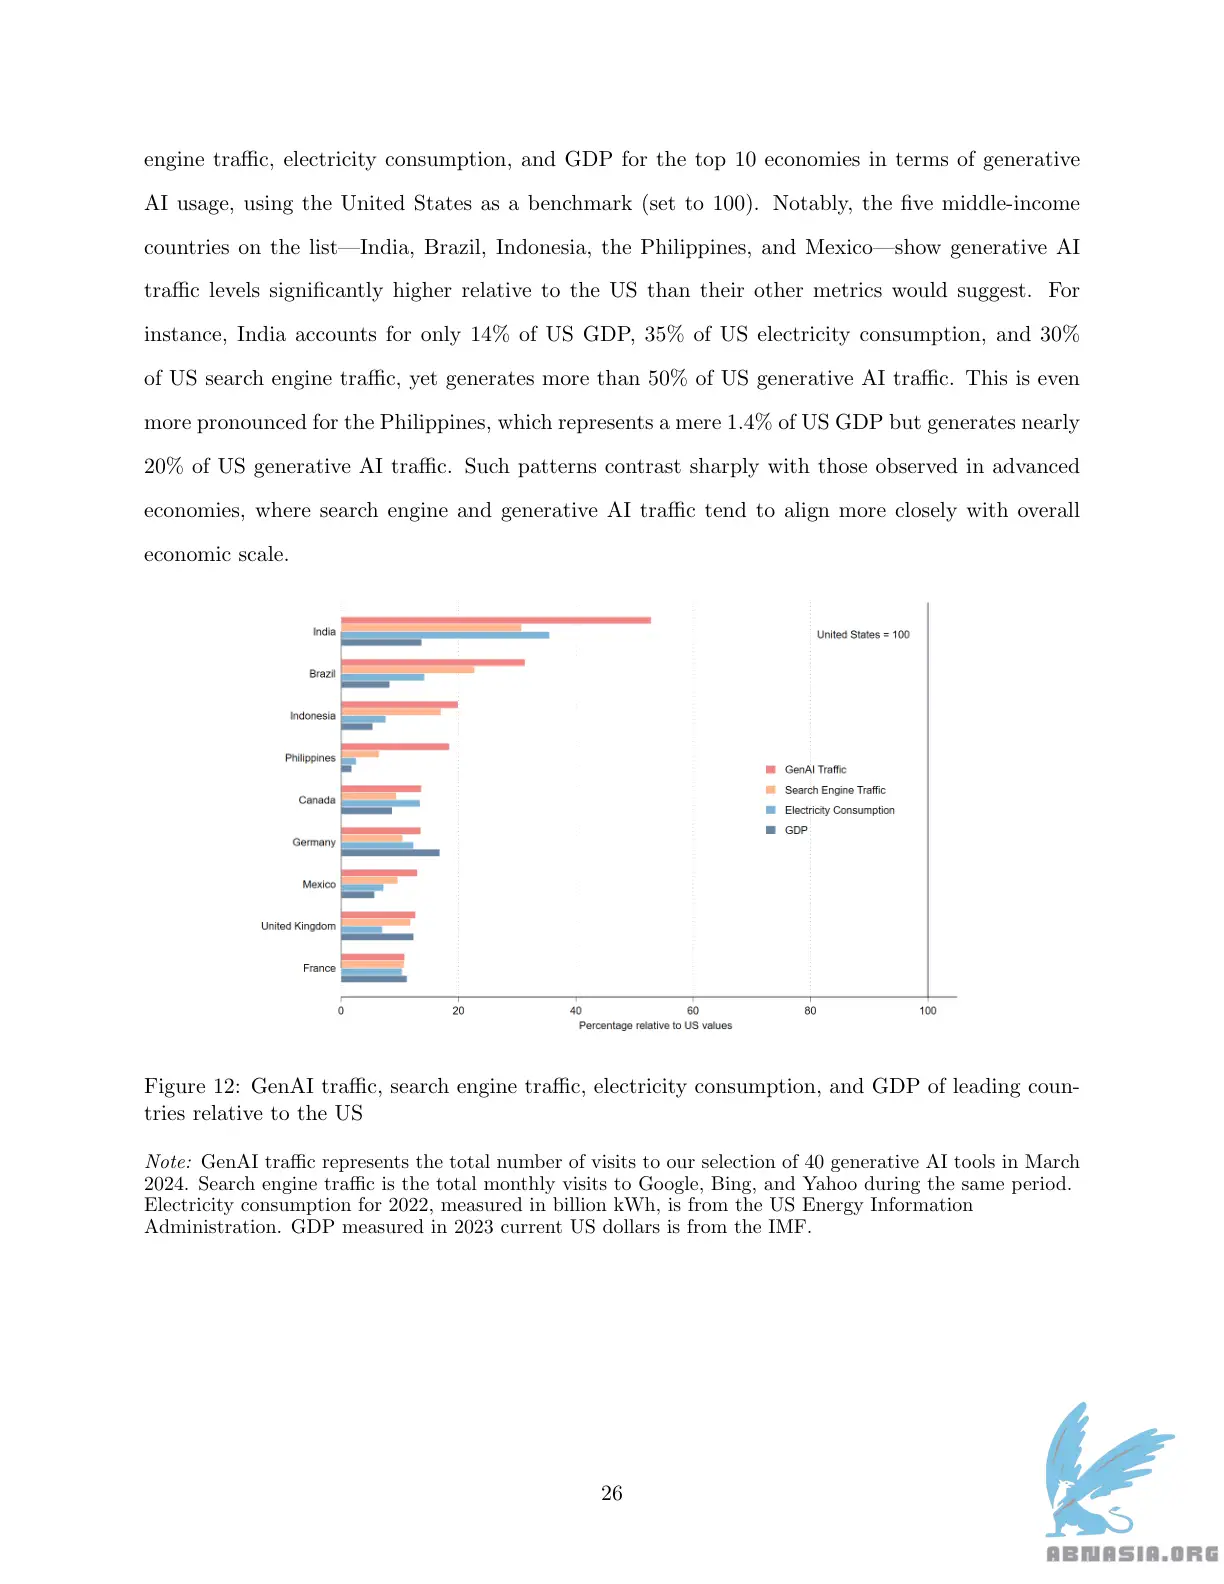 engine traffic, electricity consumption, and GDP for the top 10 economies in terms of generative
AI usage, using the United States as a benchmark (set to 100). Notably, the five middle-income
countries on the list—India, Brazil, Indonesia, the Philippines, and Mexico—show generative AI
traffic levels significantly higher relative to the US than their other metrics would suggest. For
instance, India accounts for only 14% of US GDP, 35% of US electricity consumption, and 30%
of US search engine traffic, yet generates more than 50% of US generative AI traffic. This is even
more pronounced for the Philippines, which represents a mere 1.4% of US GDP but generates nearly
20% of US generative AI traffic. Such patterns contrast sharply with those observed in advanced
economies, where search engine and generative AI traffic tend to align more closely with overall
economic scale.
India
United States = 100
Brazil
Indonesia
Philippines
GenAI Traffic
Search Engine Traffic
Electricity Consumption
GDP
Canada
Germany
Mexico
United Kingdom
France
0 20 40 60 80 100
Percentage relative to US values
Figure 12: GenAI traffic, search engine traffic, electricity consumption, and GDP of leading coun-
tries relative to the US
Note: GenAI traffic represents the total number of visits to our selection of 40 generative AI tools in March
2024. Search engine traffic is the total monthly visits to Google, Bing, and Yahoo during the same period.
Electricity consumption for 2022, measured in billion kWh, is from the US Energy Information
Administration. GDP measured in 2023 current US dollars is from the IMF.
26
ABNASIA.ORG